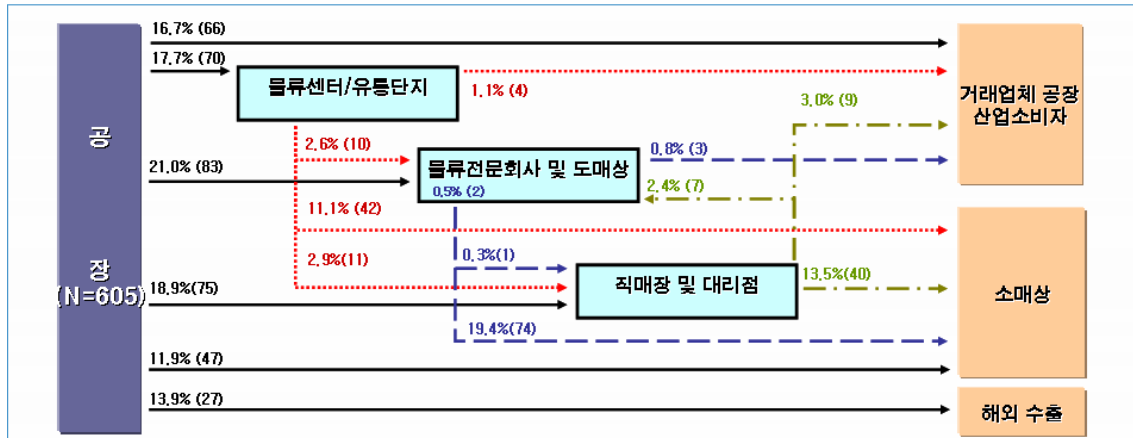 16.7% (66)
17.7% (70)
물류센터/유통단지
1.1% (4)
3.0% (9)
거래업체 공장
산업소비자
공
2.6% (10)
0.8% (3)
21.0% (83)
물류전문회사 및 도매상
0.5% (2)
2.4% (7)
11.1% (42)
2.9%(11)
0.3%(1)
장
(N=605)
18.9%(75)
직매장 및 대리점
13.5%(40)
소매상
19.4%(74)
11.9% (47)
13.9% (27)
해외 수출